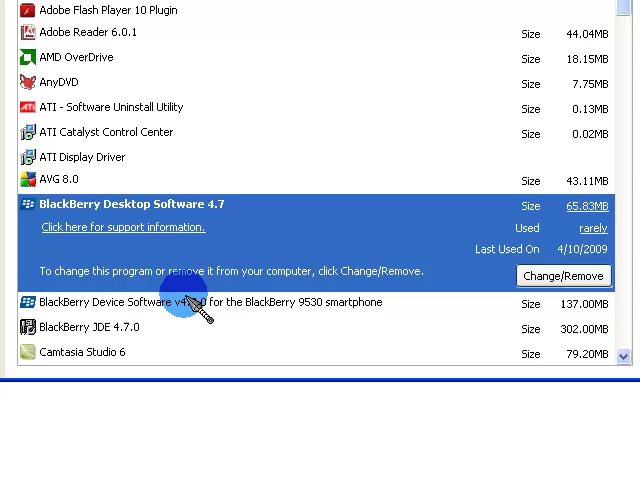 Adobe Flash Player 10 Plugin
Adobe Reader 6.0.1 Size 44.04MB
AMD OverDrive Size 18.15MB
AnyDVD Size 7.75MB
ATI - Software Uninstall Utility Size 0.13MB
ATI Catalyst Control Center Size 0.02MB
ATI Display Driver
AVG 8.0 Size 43.11MB
BlackBerry Desktop Software 4.7 Size 65.83MB
Click here for support information. Used rarely
Last Used On 4/10/2009
To change this program or remove it from your computer, click Change/Remove. Change/Remove
BlackBerry Device Software for the BlackBerry 9530 smartphone Size 137.00MB
BlackBerry JDE 4.7.0 Size 302.00MB
Camtasia Studio 6 Size 79.20MB